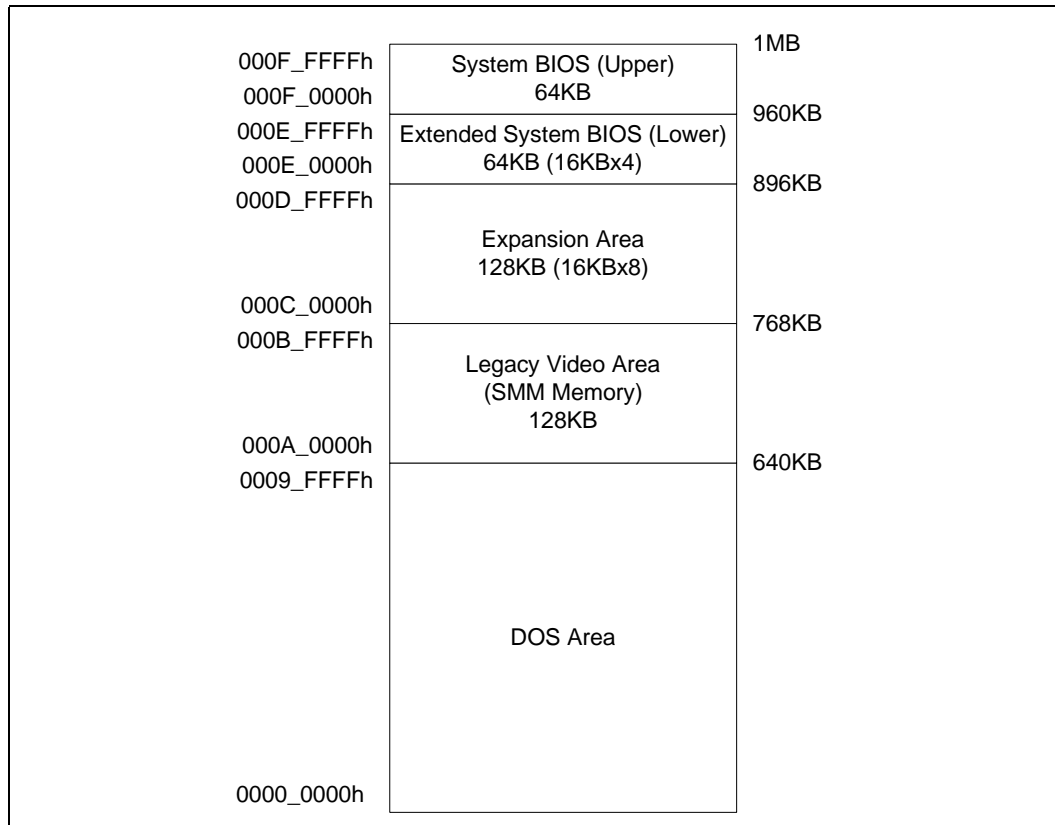 1MB
000F_FFFFh
System BIOS (Upper)
64KB
000F_0000h
960KB
000E_FFFFh
Extended System BIOS (Lower)
64KB (16KBx4)
000E_0000h
896KB
000D_FFFFh
Expansion Area
128KB (16KBx8)
000C_0000h
768KB
000B_FFFFh
Legacy Video Area
(SMM Memory)
128KB
000A_0000h
640KB
0009_FFFFh
DOS Area
0000_0000h